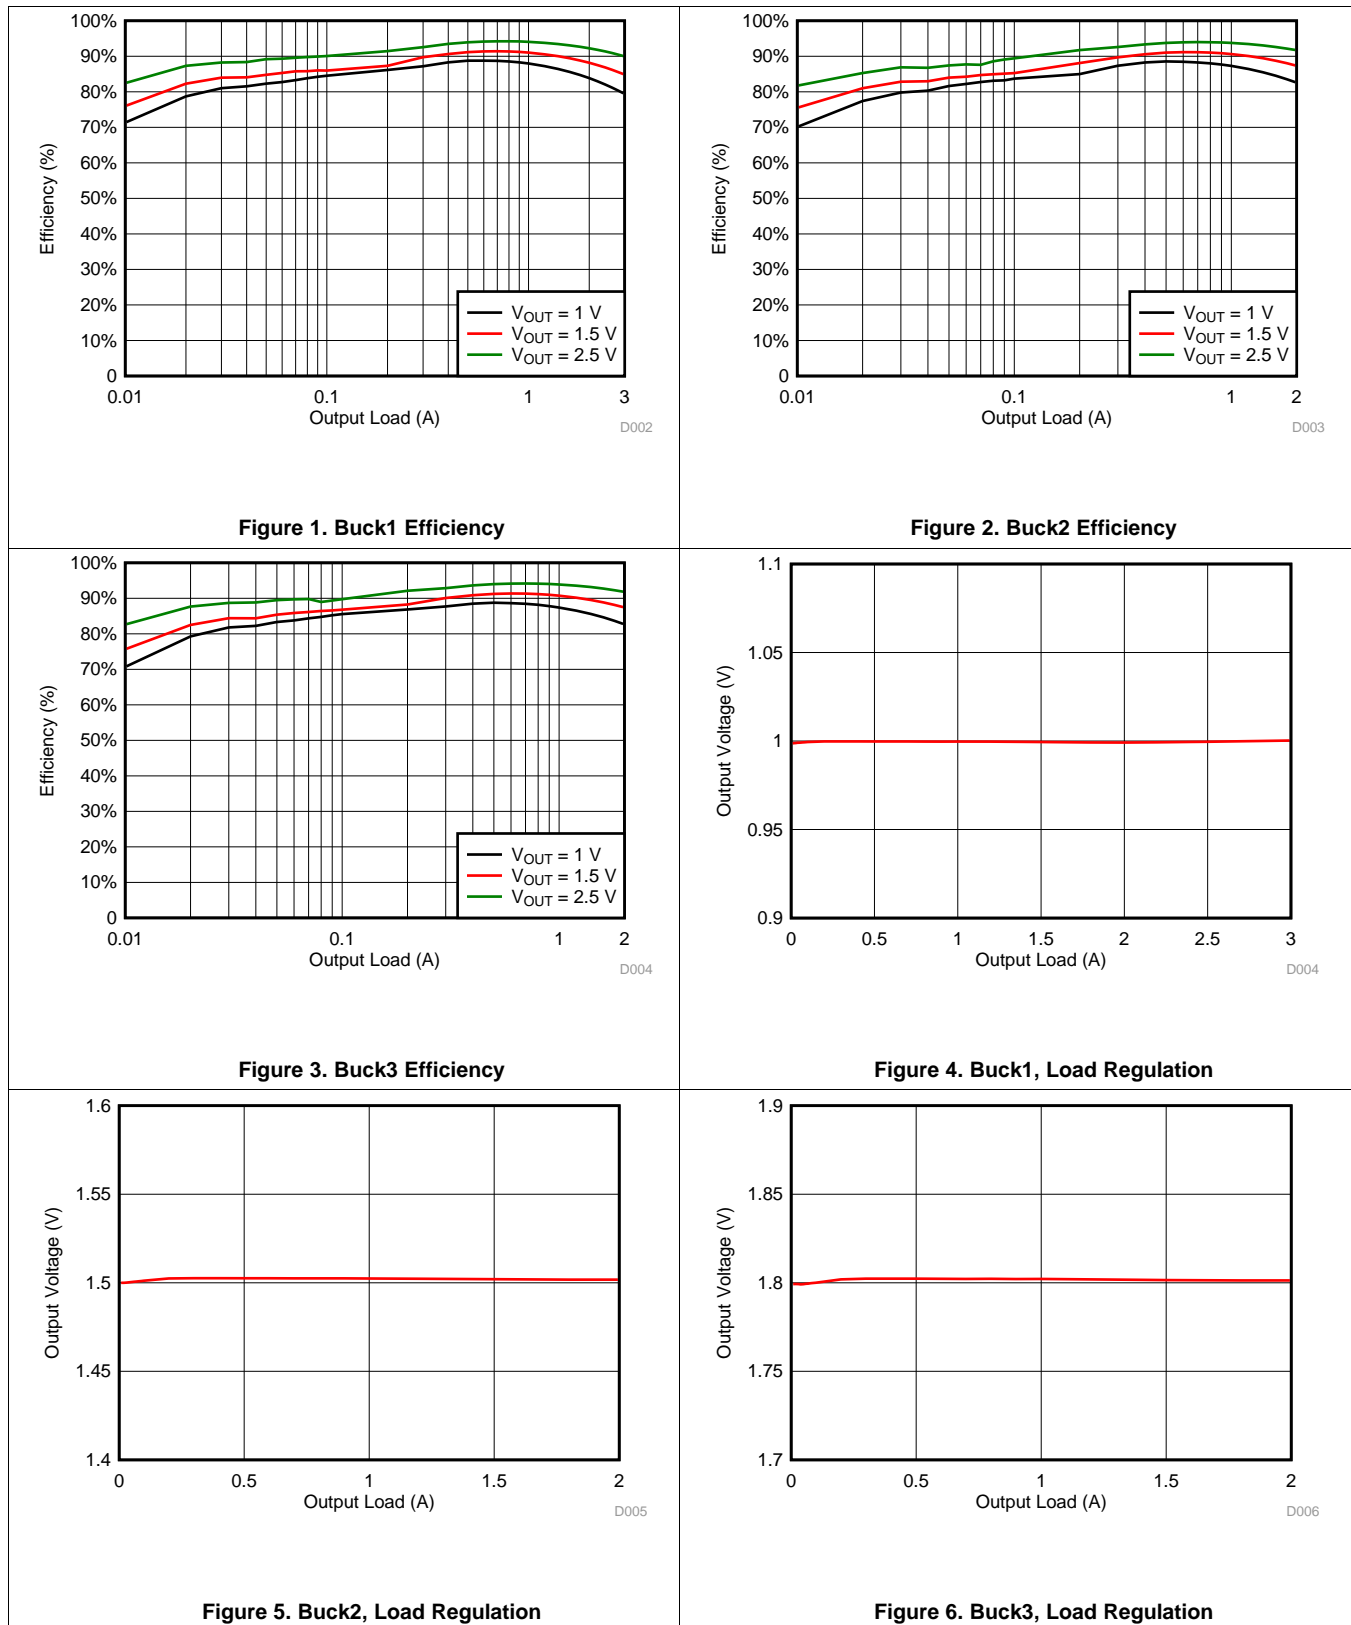 100%
90%
80%
70%
60%
50%
40%
30%
20%
10%
0
Efficiency (%)
V_OUT = 1 V
V_OUT = 1.5 V
V_OUT = 2.5 V
0.01 0.1 1 3
Output Load (A)
D002
Figure 1. Buck1 Efficiency
100%
90%
80%
70%
60%
50%
40%
30%
20%
10%
0
Efficiency (%)
V_OUT = 1 V
V_OUT = 1.5 V
V_OUT = 2.5 V
0.01 0.1 1 2
Output Load (A)
D003
Figure 2. Buck2 Efficiency
100%
90%
80%
70%
60%
50%
40%
30%
20%
10%
0
Efficiency (%)
V_OUT = 1 V
V_OUT = 1.5 V
V_OUT = 2.5 V
0.01 0.1 1 2
Output Load (A)
D004
Figure 3. Buck3 Efficiency
1.1
1.05
1
0.95
0.9
Output Voltage (V)
0 0.5 1 1.5 2 2.5 3
Output Load (A)
D004
Figure 4. Buck1, Load Regulation
1.6
1.55
1.5
1.45
1.4
Output Voltage (V)
0 0.5 1 1.5 2
Output Load (A)
D005
Figure 5. Buck2, Load Regulation
1.9
1.85
1.8
1.75
1.7
Output Voltage (V)
0 0.5 1 1.5 2
Output Load (A)
D006
Figure 6. Buck3, Load Regulation